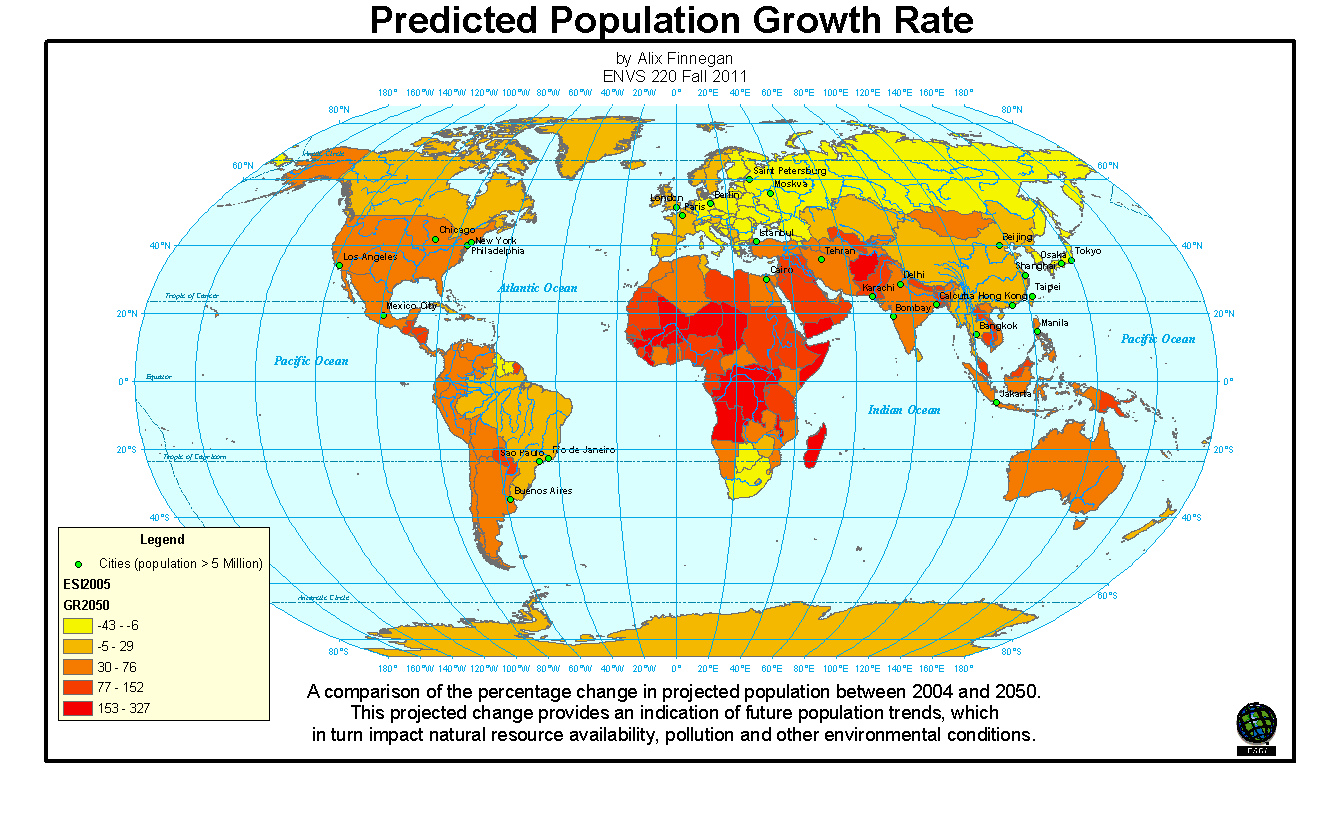 Predicted Population Growth Rate
by Alix Finnegan
ENVS 220 Fall 2011
180° 160°W 140°W 120°W 100°W 80°W 60°W 40°W 20°W 0° 20°E 40°E 60°E 80°E 100°E 120°E 140°E 160°E 180°
80°N 80°N
60°N 60°N
Saint Petersburg
Moskva
London
Berlin
Paris
Chicago
New York
Philadelphia
Istanbul
Beijing
40°N 40°N
Los Angeles
Tehran
Osaka
Tokyo
Shanghai
Cairo
Delhi
Karachi
Atlantic Ocean
Taipei
Tropic of Cancer
Mexico City
Calcutta
Hong Kong
Bombay
20°N 20°N
Bangkok
Manila
Pacific Ocean
Pacific Ocean
Equator
0° 0°
Jakarta
Indian Ocean
20°S 20°S
Tropic of Capricorn
Sao Paulo
Rio de Janeiro
Buenos Aires
40°S 40°S
Antarctic Circle
60°S
80°S 80°S
180° 160°W 140°W 120°W 100°W 80°W 60°W 40°W 20°W 0° 20°E 40°E 60°E 80°E 100°E 120°E 140°E 160°E 180°
Legend
Cities (population > 5 Million)
ESI2005
GR2050
-43 - -6
-5 - 29
30 - 76
77 - 152
153 - 327
A comparison of the percentage change in projected population between 2004 and 2050.
This projected change provides an indication of future population trends, which
in turn impact natural resource availability, pollution and other environmental conditions.